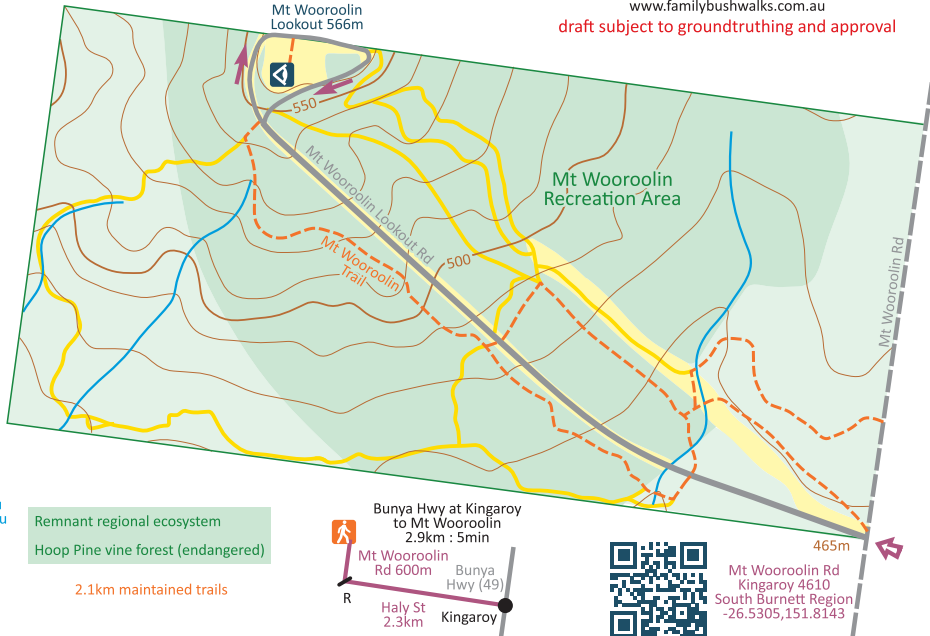 Mt Wooroolin
Lookout 566m
www.familybushwalks.com.au
draft subject to groundtruthing and approval
550
Mt Wooroolin
Recreation Area
Mt Wooroolin Lookout Rd
500
Mt Wooroolin
Trail
Mt Wooroolin Rd
u
Remnant regional ecosystem
Hoop Pine vine forest (endangered)
2.1km maintained trails
Bunya Hwy at Kingaroy
to Mt Wooroolin
2.9km : 5min
Mt Wooroolin
Rd 600m
Bunya
Hwy (49)
R
Haly St
2.3km
Kingaroy
465m
Mt Wooroolin Rd
Kingaroy 4610
South Burnett Region
-26.5305,151.8143